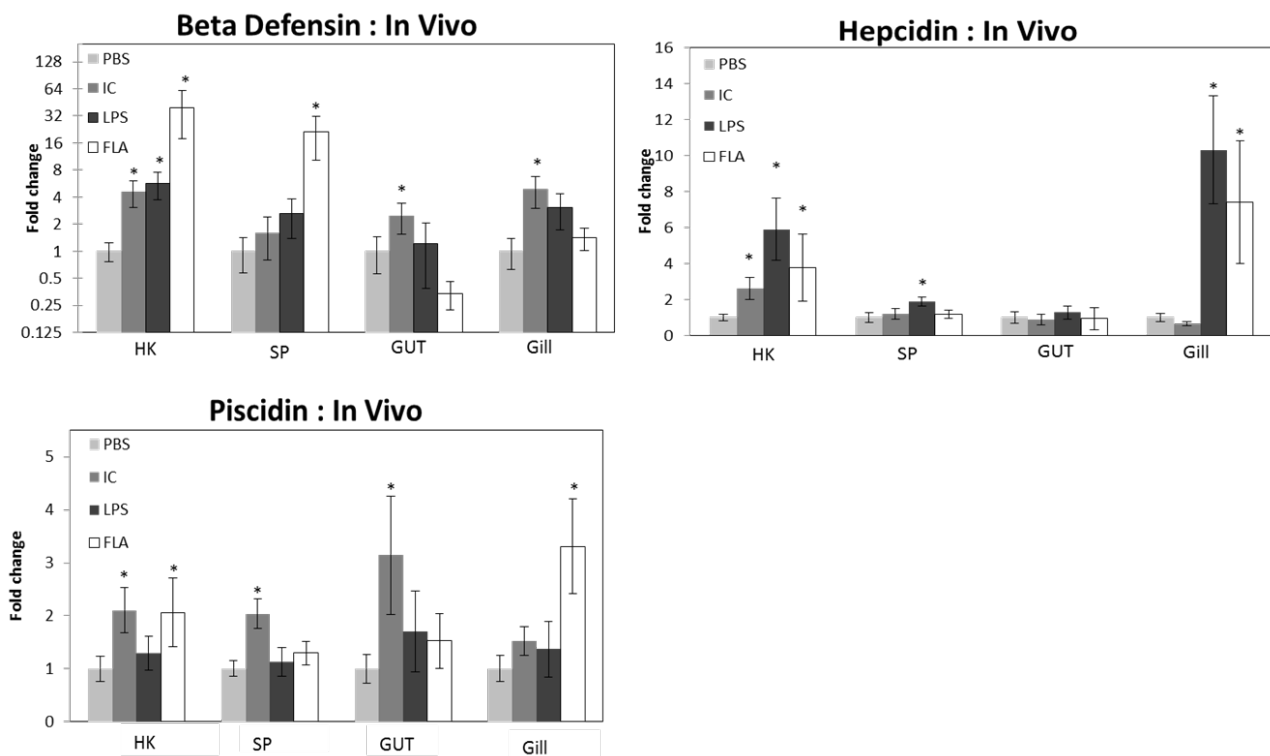 Beta Defensin : In Vivo
Fold change
128
64
32
16
8
4
2
1
0.5
0.25
0.125
PBS
IC
LPS
FLA
* * * * * *
HK SP GUT Gill
Hepcidin : In Vivo
Fold change
16
14
12
10
8
6
4
2
0
PBS
IC
LPS
FLA
* * * * * *
HK SP GUT Gill
Piscidin : In Vivo
Fold change
5
4
3
2
1
0
PBS
IC
LPS
FLA
* * * * *
HK SP GUT Gill